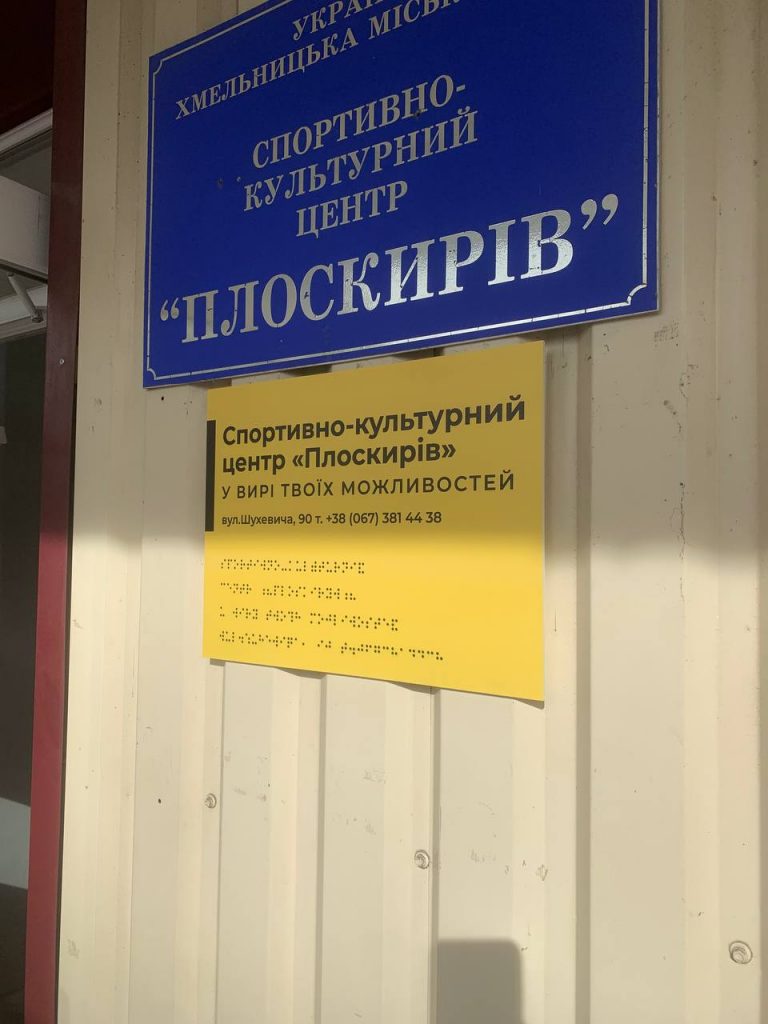 УКРАЇ
ХМЕЛЬНИЦЬКА МІСЬК
СПОРТИВНО-
КУЛЬТУРНИЙ
ЦЕНТР
“ПЛОСКИРІВ”
Спортивно-культурний
центр «Плоскирів»
У ВИРІ ТВОЇХ МОЖЛИВОСТЕЙ
вул.Шухевича, 90 т. +38 (067) 381 44 38